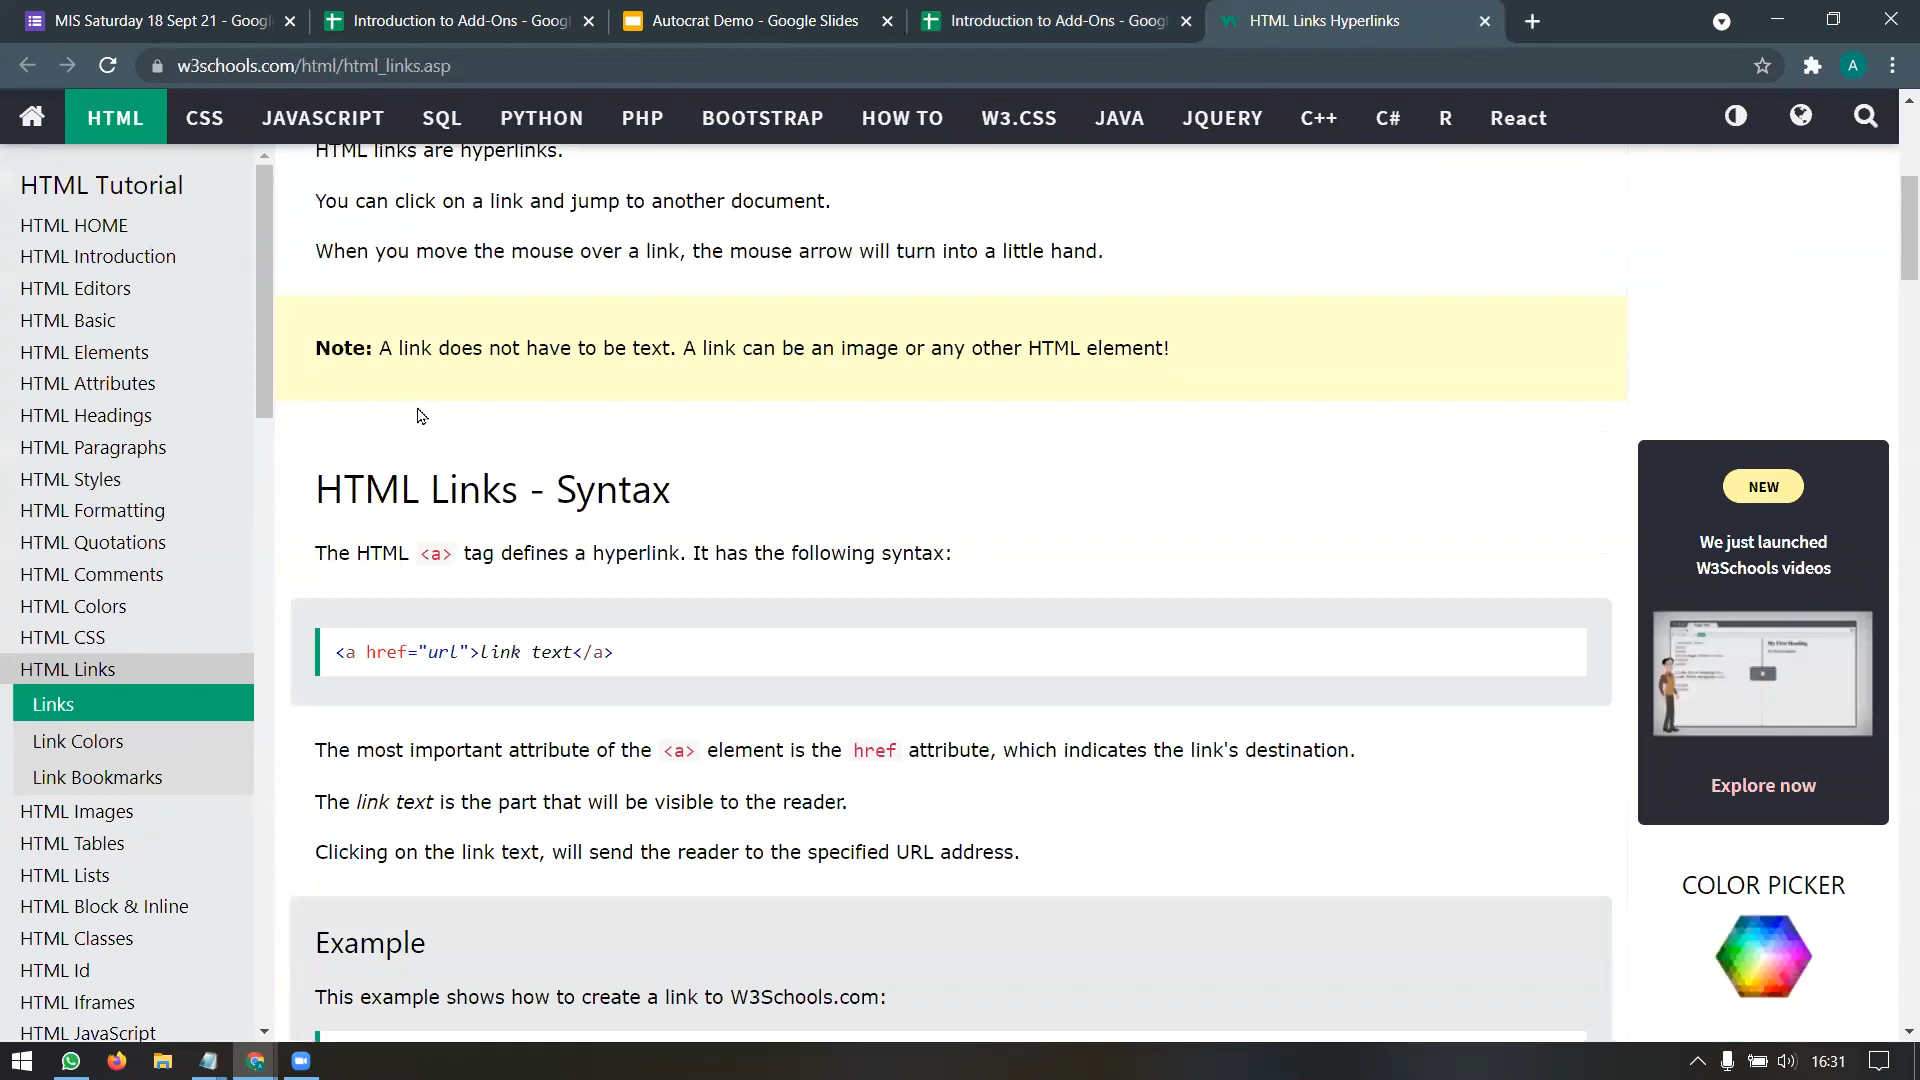 MIS Saturday 18 Sept 21 - Googl
Introduction to Add-Ons - Googl
Autocrat Demo - Google Slides
Introduction to Add-Ons - Googl
HTML Links Hyperlinks
w3schools.com/html/html_links.asp
A
HTML CSS JAVASCRIPT SQL PYTHON PHP BOOTSTRAP HOW TO W3.CSS JAVA JQUERY C++ C# R React
HTML Tutorial
HTML HOME
HTML Introduction
HTML Editors
HTML Basic
HTML Elements
HTML Attributes
HTML Headings
HTML Paragraphs
HTML Styles
HTML Formatting
HTML Quotations
HTML Comments
HTML Colors
HTML CSS
HTML Links
Links
Link Colors
Link Bookmarks
HTML Images
HTML Tables
HTML Lists
HTML Block & Inline
HTML Classes
HTML Id
HTML Iframes
HTML JavaScript
HTML links are hyperlinks.
You can click on a link and jump to another document.
When you move the mouse over a link, the mouse arrow will turn into a little hand.
Note: A link does not have to be text. A link can be an image or any other HTML element!
HTML Links - Syntax
The HTML <a> tag defines a hyperlink. It has the following syntax:
<a href="url">link text</a>
The most important attribute of the <a> element is the href attribute, which indicates the link's destination.
The link text is the part that will be visible to the reader.
Clicking on the link text, will send the reader to the specified URL address.
Example
This example shows how to create a link to W3Schools.com:
NEW
We just launched
W3Schools videos
Explore now
COLOR PICKER
16:31